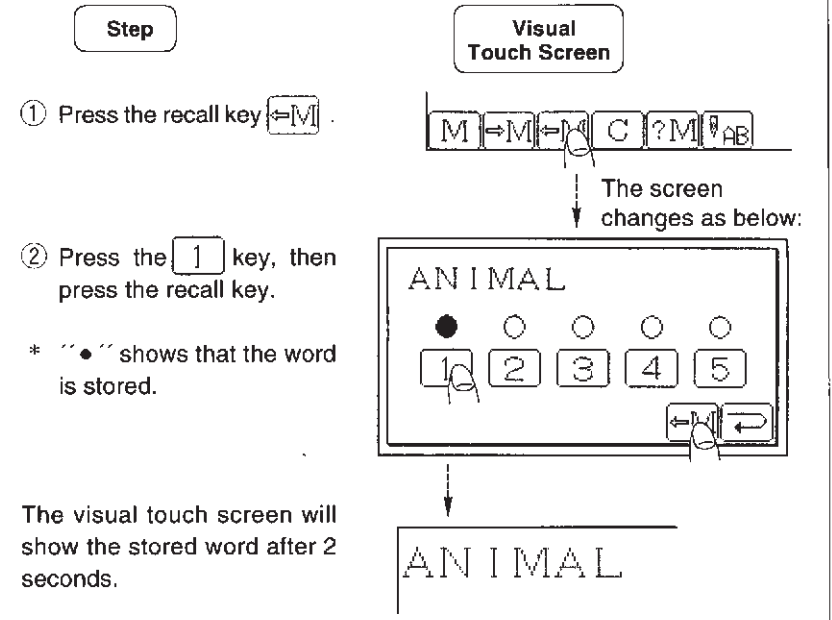 Step
Visual
Touch Screen
① Press the recall key ⇐M .
M ⇒M ⇐M C ?M AB
The screen
changes as below:
② Press the 1 key, then
press the recall key.
* ´´●´´ shows that the word
is stored.
ANIMAL
1 2 3 4 5
⇐M
The visual touch screen will
show the stored word after 2
seconds.
ANIMAL